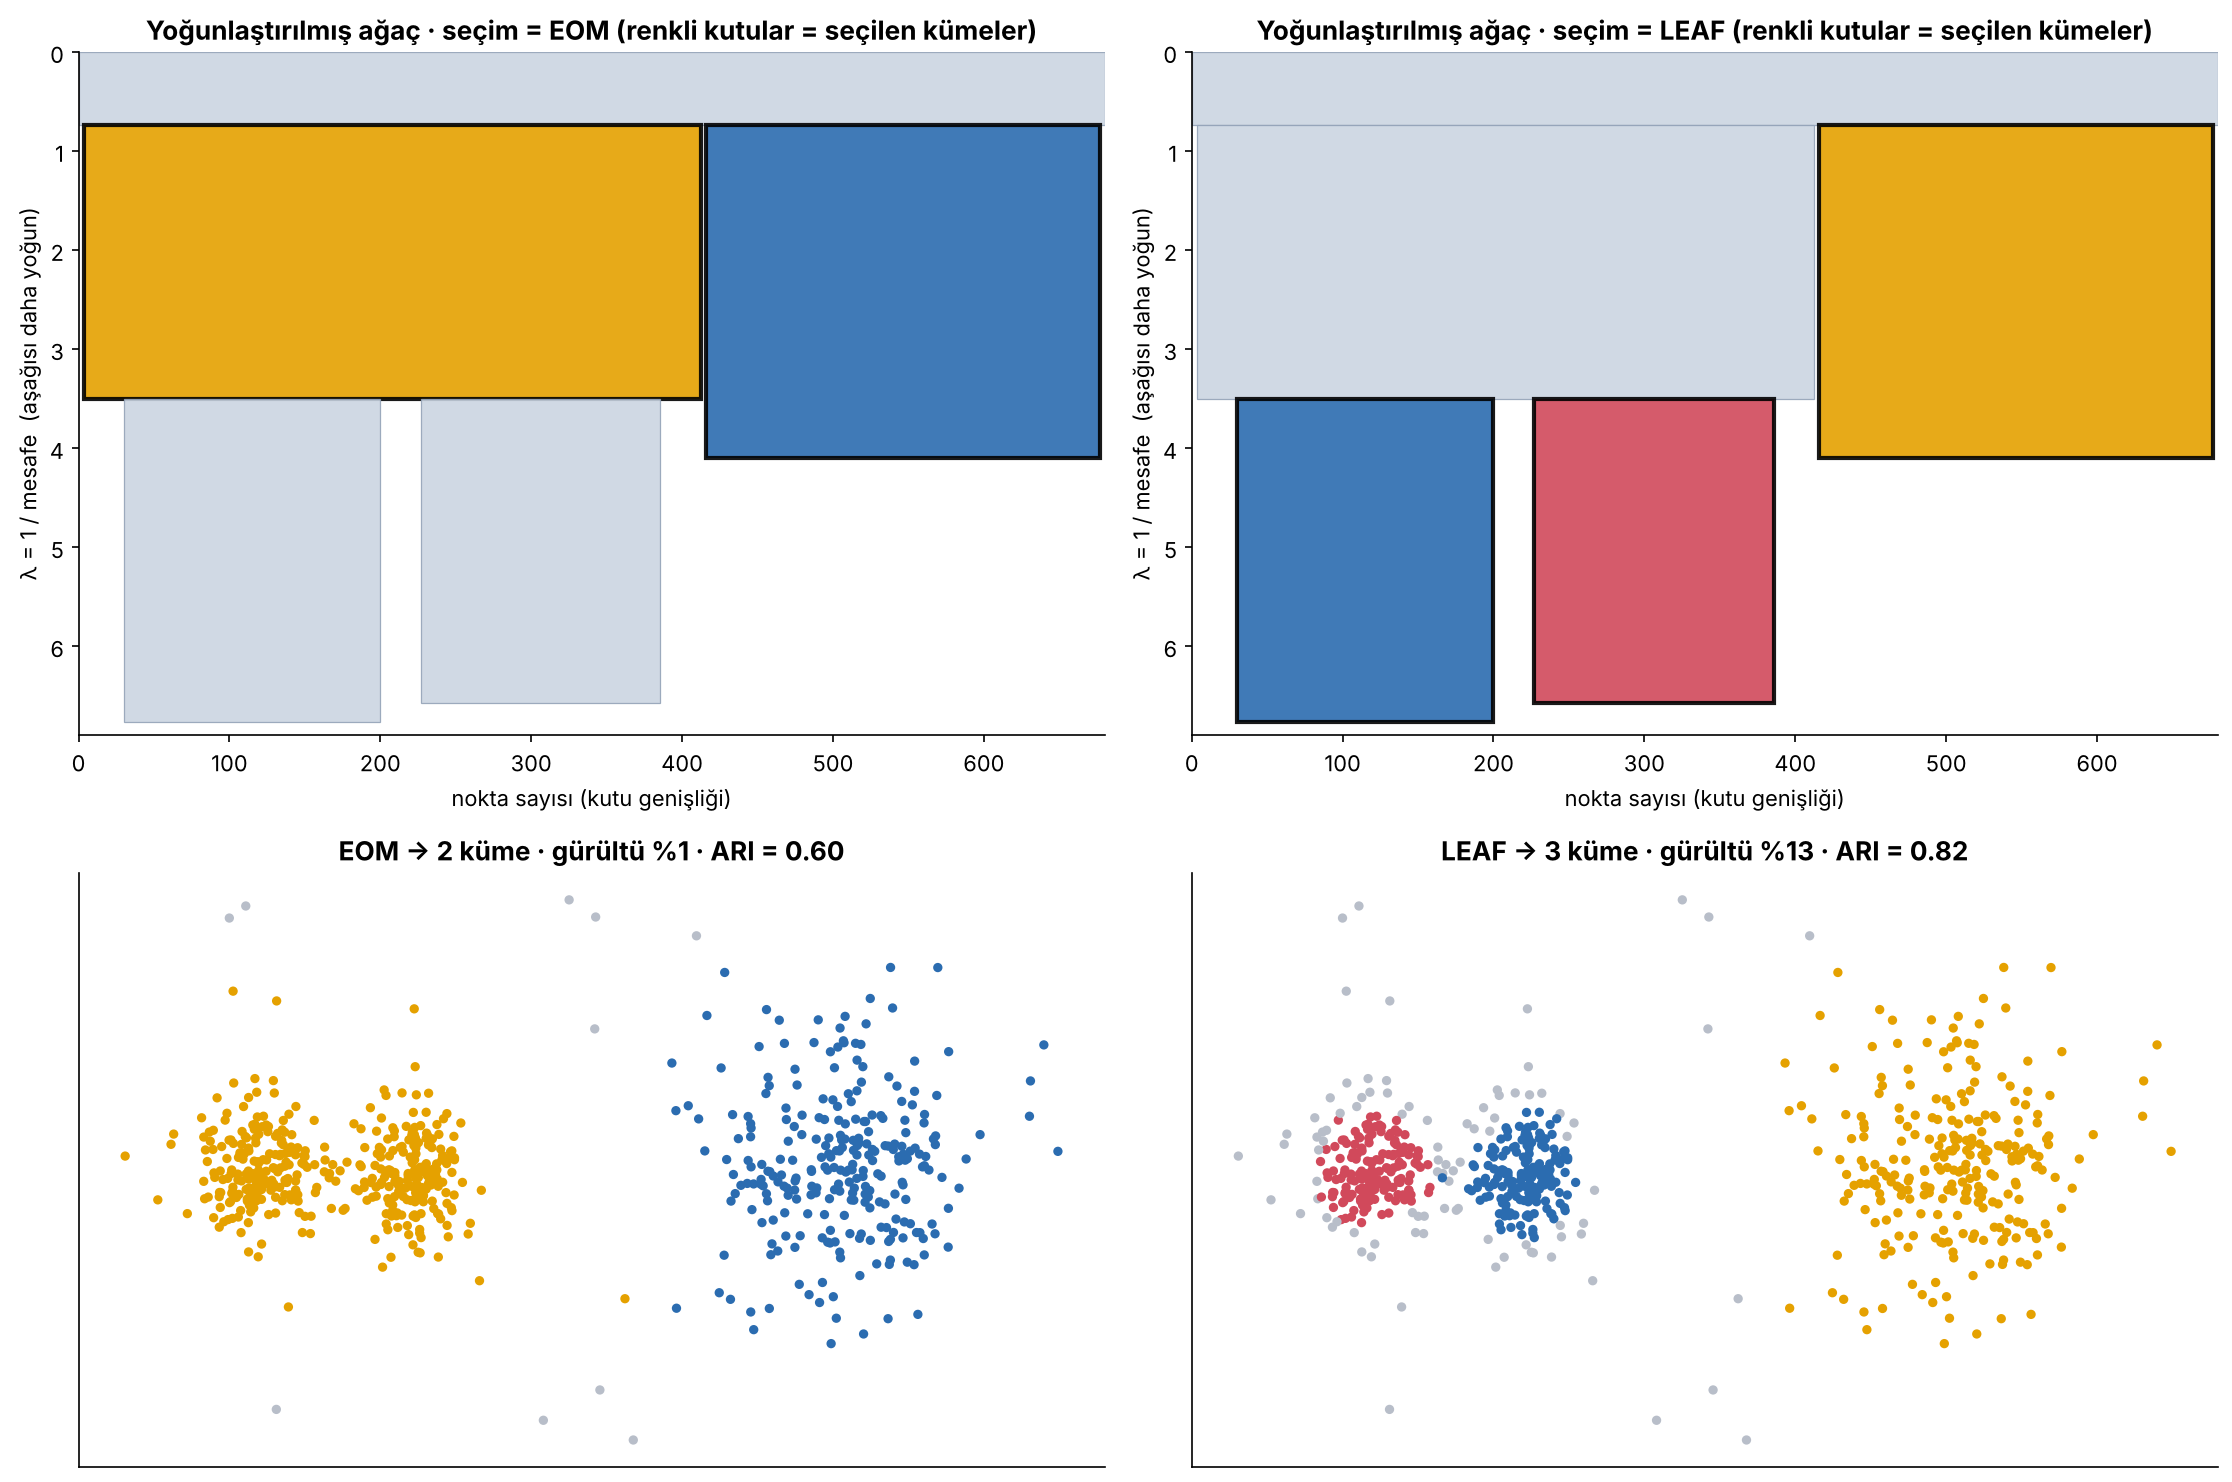 Yoğunlaştırılmış ağaç · seçim = EOM (renkli kutular = seçilen kümeler)
0
1
2
3
4
5
6
λ = 1 / mesafe (aşağısı daha yoğun)
0 100 200 300 400 500 600
nokta sayısı (kutu genişliği)
Yoğunlaştırılmış ağaç · seçim = LEAF (renkli kutular = seçilen kümeler)
0
1
2
3
4
5
6
λ = 1 / mesafe (aşağısı daha yoğun)
0 100 200 300 400 500 600
nokta sayısı (kutu genişliği)
EOM → 2 küme · gürültü %1 · ARI = 0.60
LEAF → 3 küme · gürültü %13 · ARI = 0.82